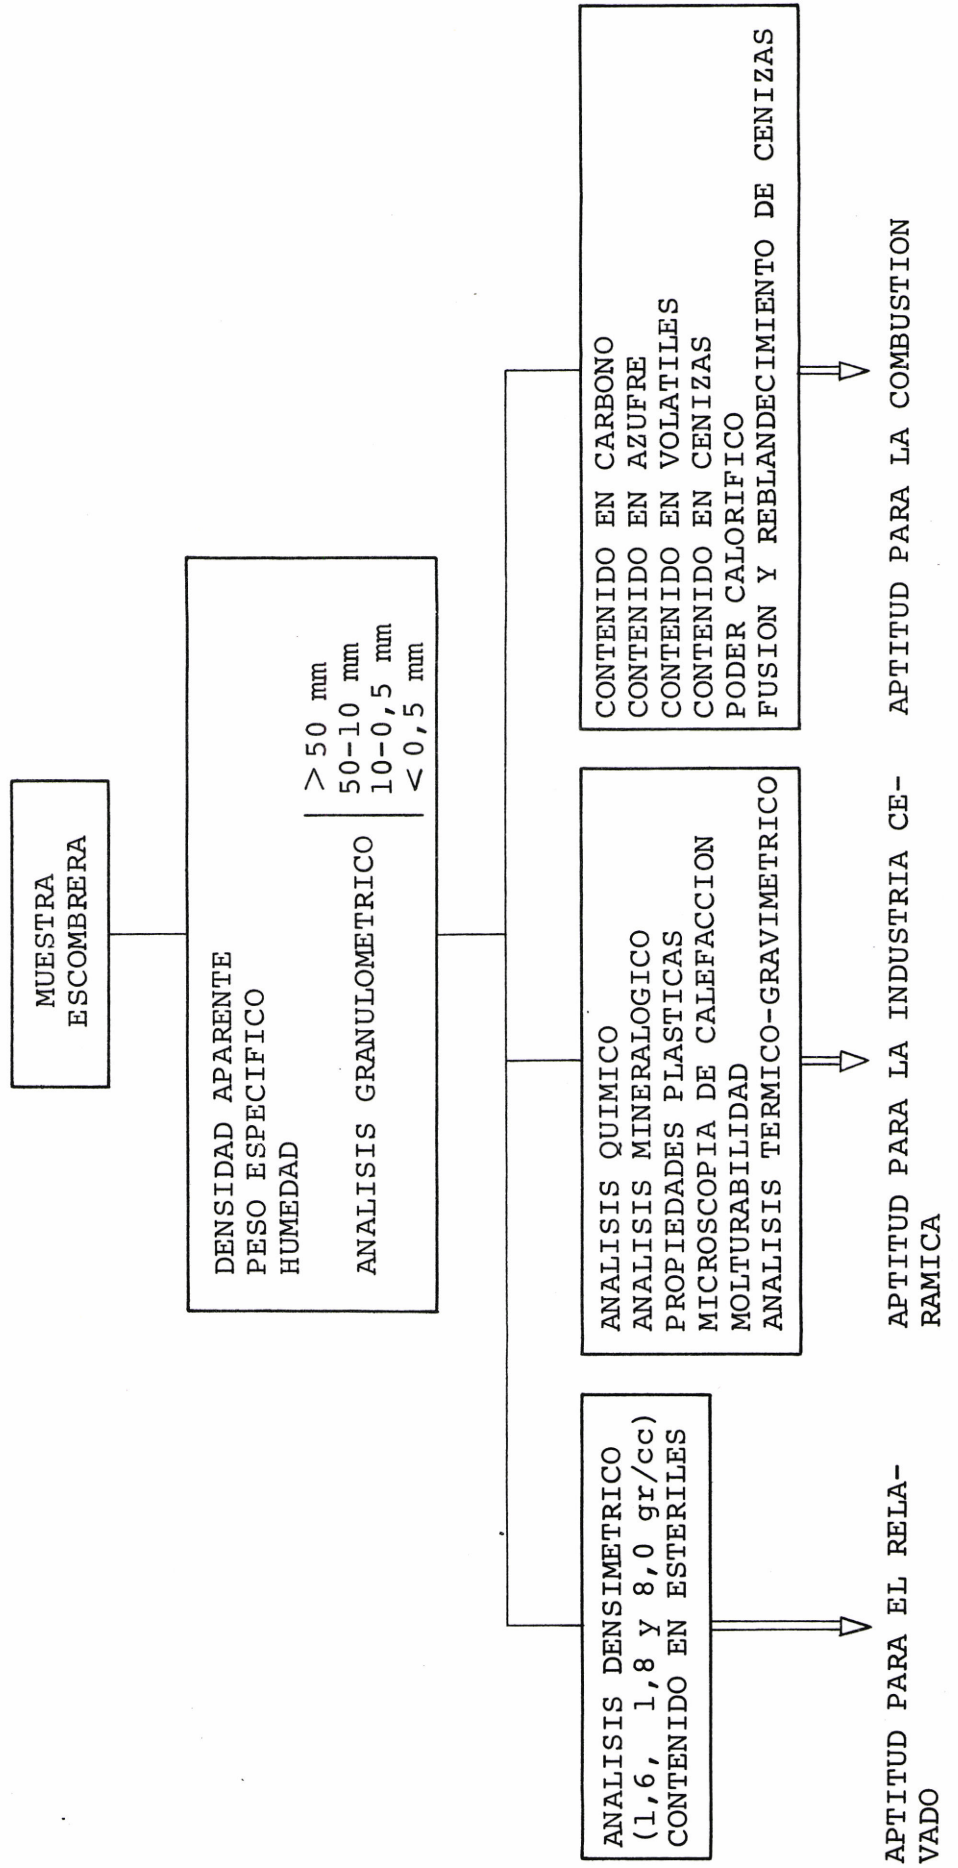 MUESTRA
ESCOMBRERA
DENSIDAD APARENTE
PESO ESPECIFICO
HUMEDAD
ANALISIS GRANULOMETRICO
> 50 mm
50-10 mm
10-0,5 mm
< 0,5 mm
ANALISIS DENSIMETRICO
(1,6, 1,8 y 8,0 gr/cc)
CONTENIDO EN ESTERILES
APTITUD PARA EL RELA-
VADO
ANALISIS QUIMICO
ANALISIS MINERALOGICO
PROPIEDADES PLASTICAS
MICROSCOPIA DE CALEFACCION
MOLTURABILIDAD
ANALISIS TERMICO-GRAVIMETRICO
APTITUD PARA LA INDUSTRIA CE-
RAMICA
CONTENIDO EN CARBONO
CONTENIDO EN AZUFRE
CONTENIDO EN VOLATILES
CONTENIDO EN CENIZAS
PODER CALORIFICO
FUSION Y REBLANDECIMIENTO DE CENIZAS
APTITUD PARA LA COMBUSTION